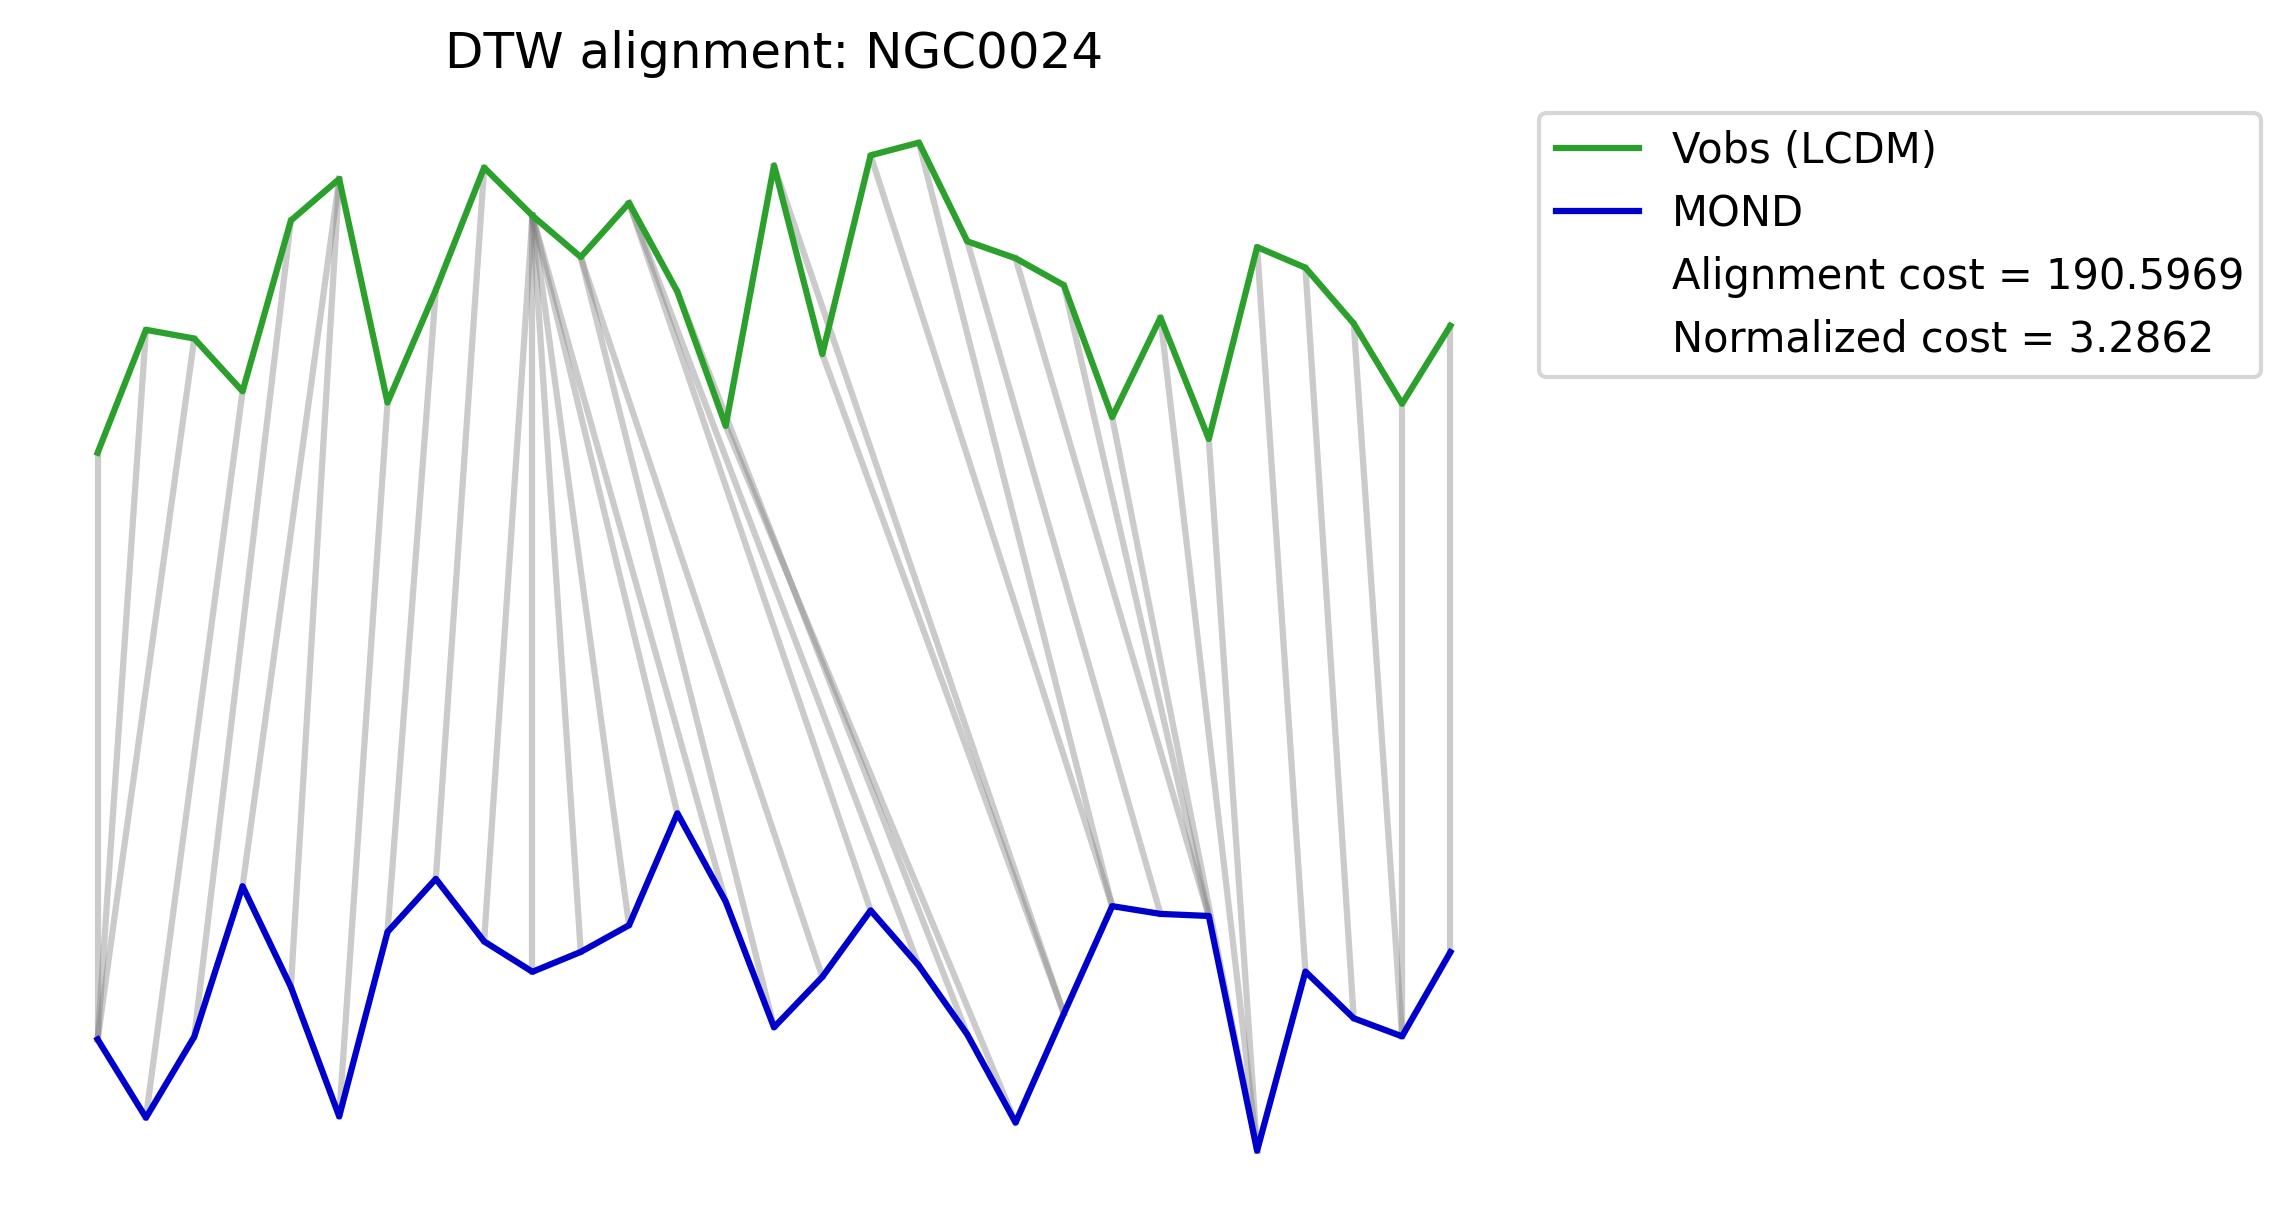 DTW alignment: NGC0024
Vobs (LCDM)
MOND
Alignment cost = 190.5969
Normalized cost = 3.2862